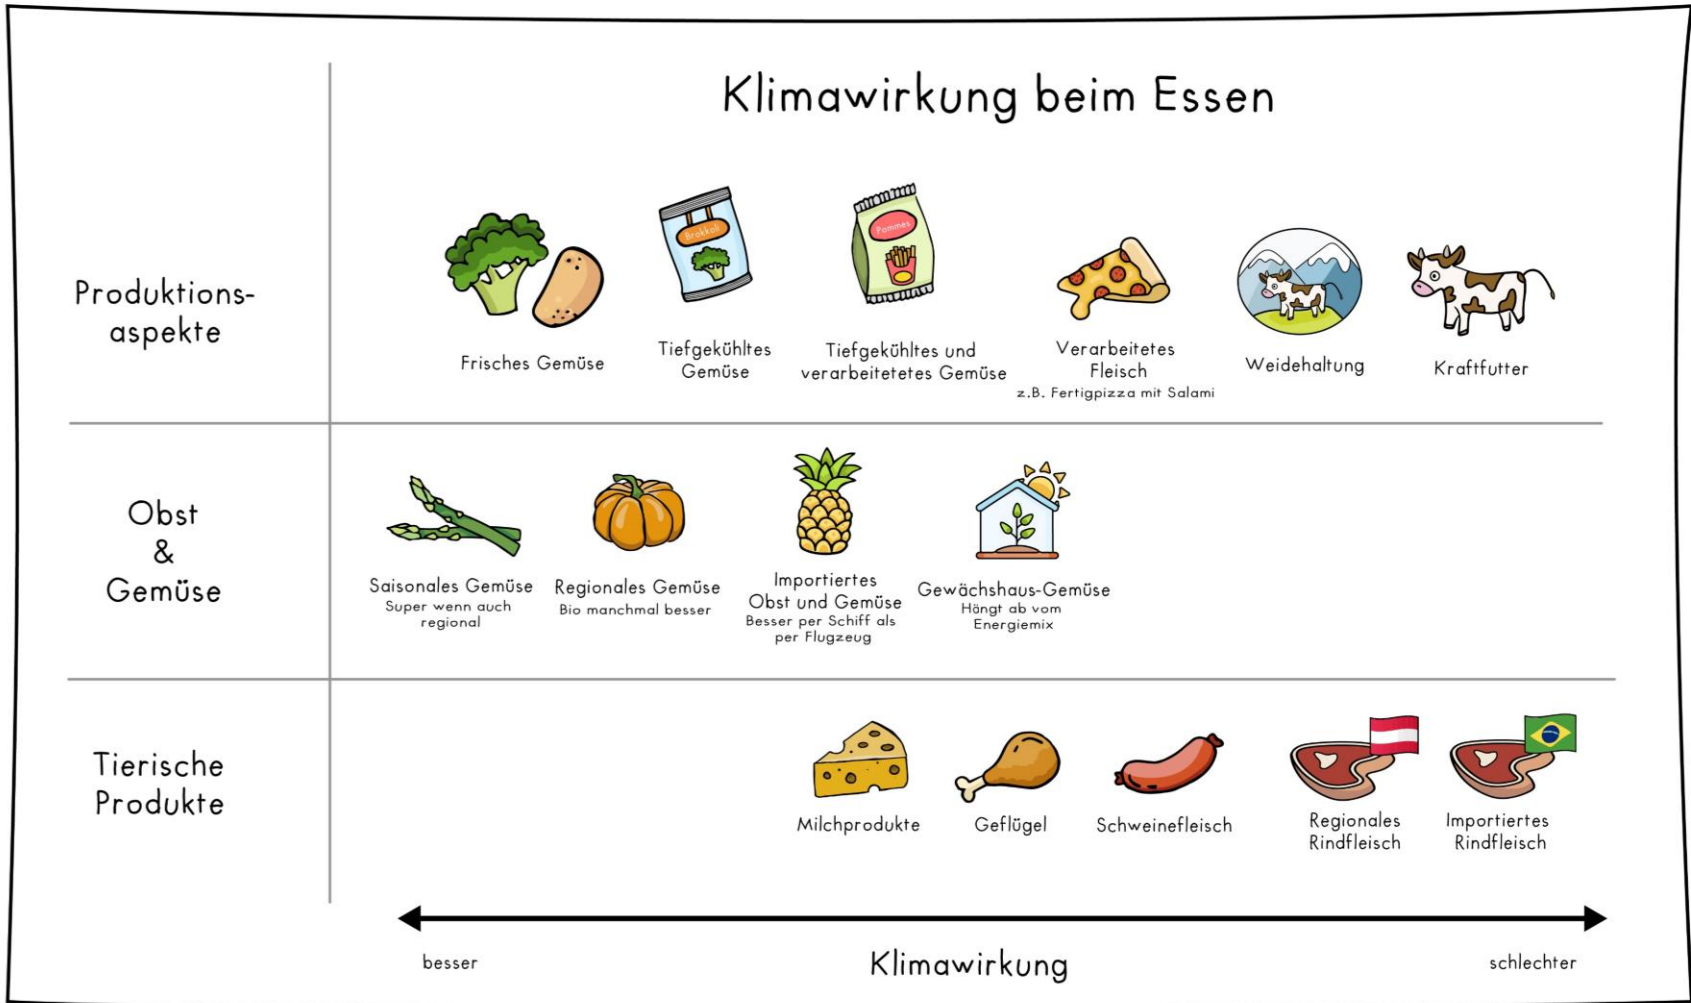 Klimawirkung beim Essen
Produktions-
aspekte
Brokkoli
Pommes
Frisches Gemüse
Tiefgekühltes
Gemüse
Tiefgekühltes und
verarbeitetetes Gemüse
Verarbeitetes
Fleisch
z.B. Fertigpizza mit Salami
Weidehaltung
Kraftfutter
Obst
&
Gemüse
Saisonales Gemüse
Super wenn auch
regional
Regionales Gemüse
Bio manchmal besser
Importiertes
Obst und Gemüse
Besser per Schiff als
per Flugzeug
Gewächshaus-Gemüse
Hängt ab vom
Energiemix
Tierische
Produkte
Milchprodukte
Geflügel
Schweinefleisch
Regionales
Rindfleisch
Importiertes
Rindfleisch
besser
Klimawirkung
schlechter